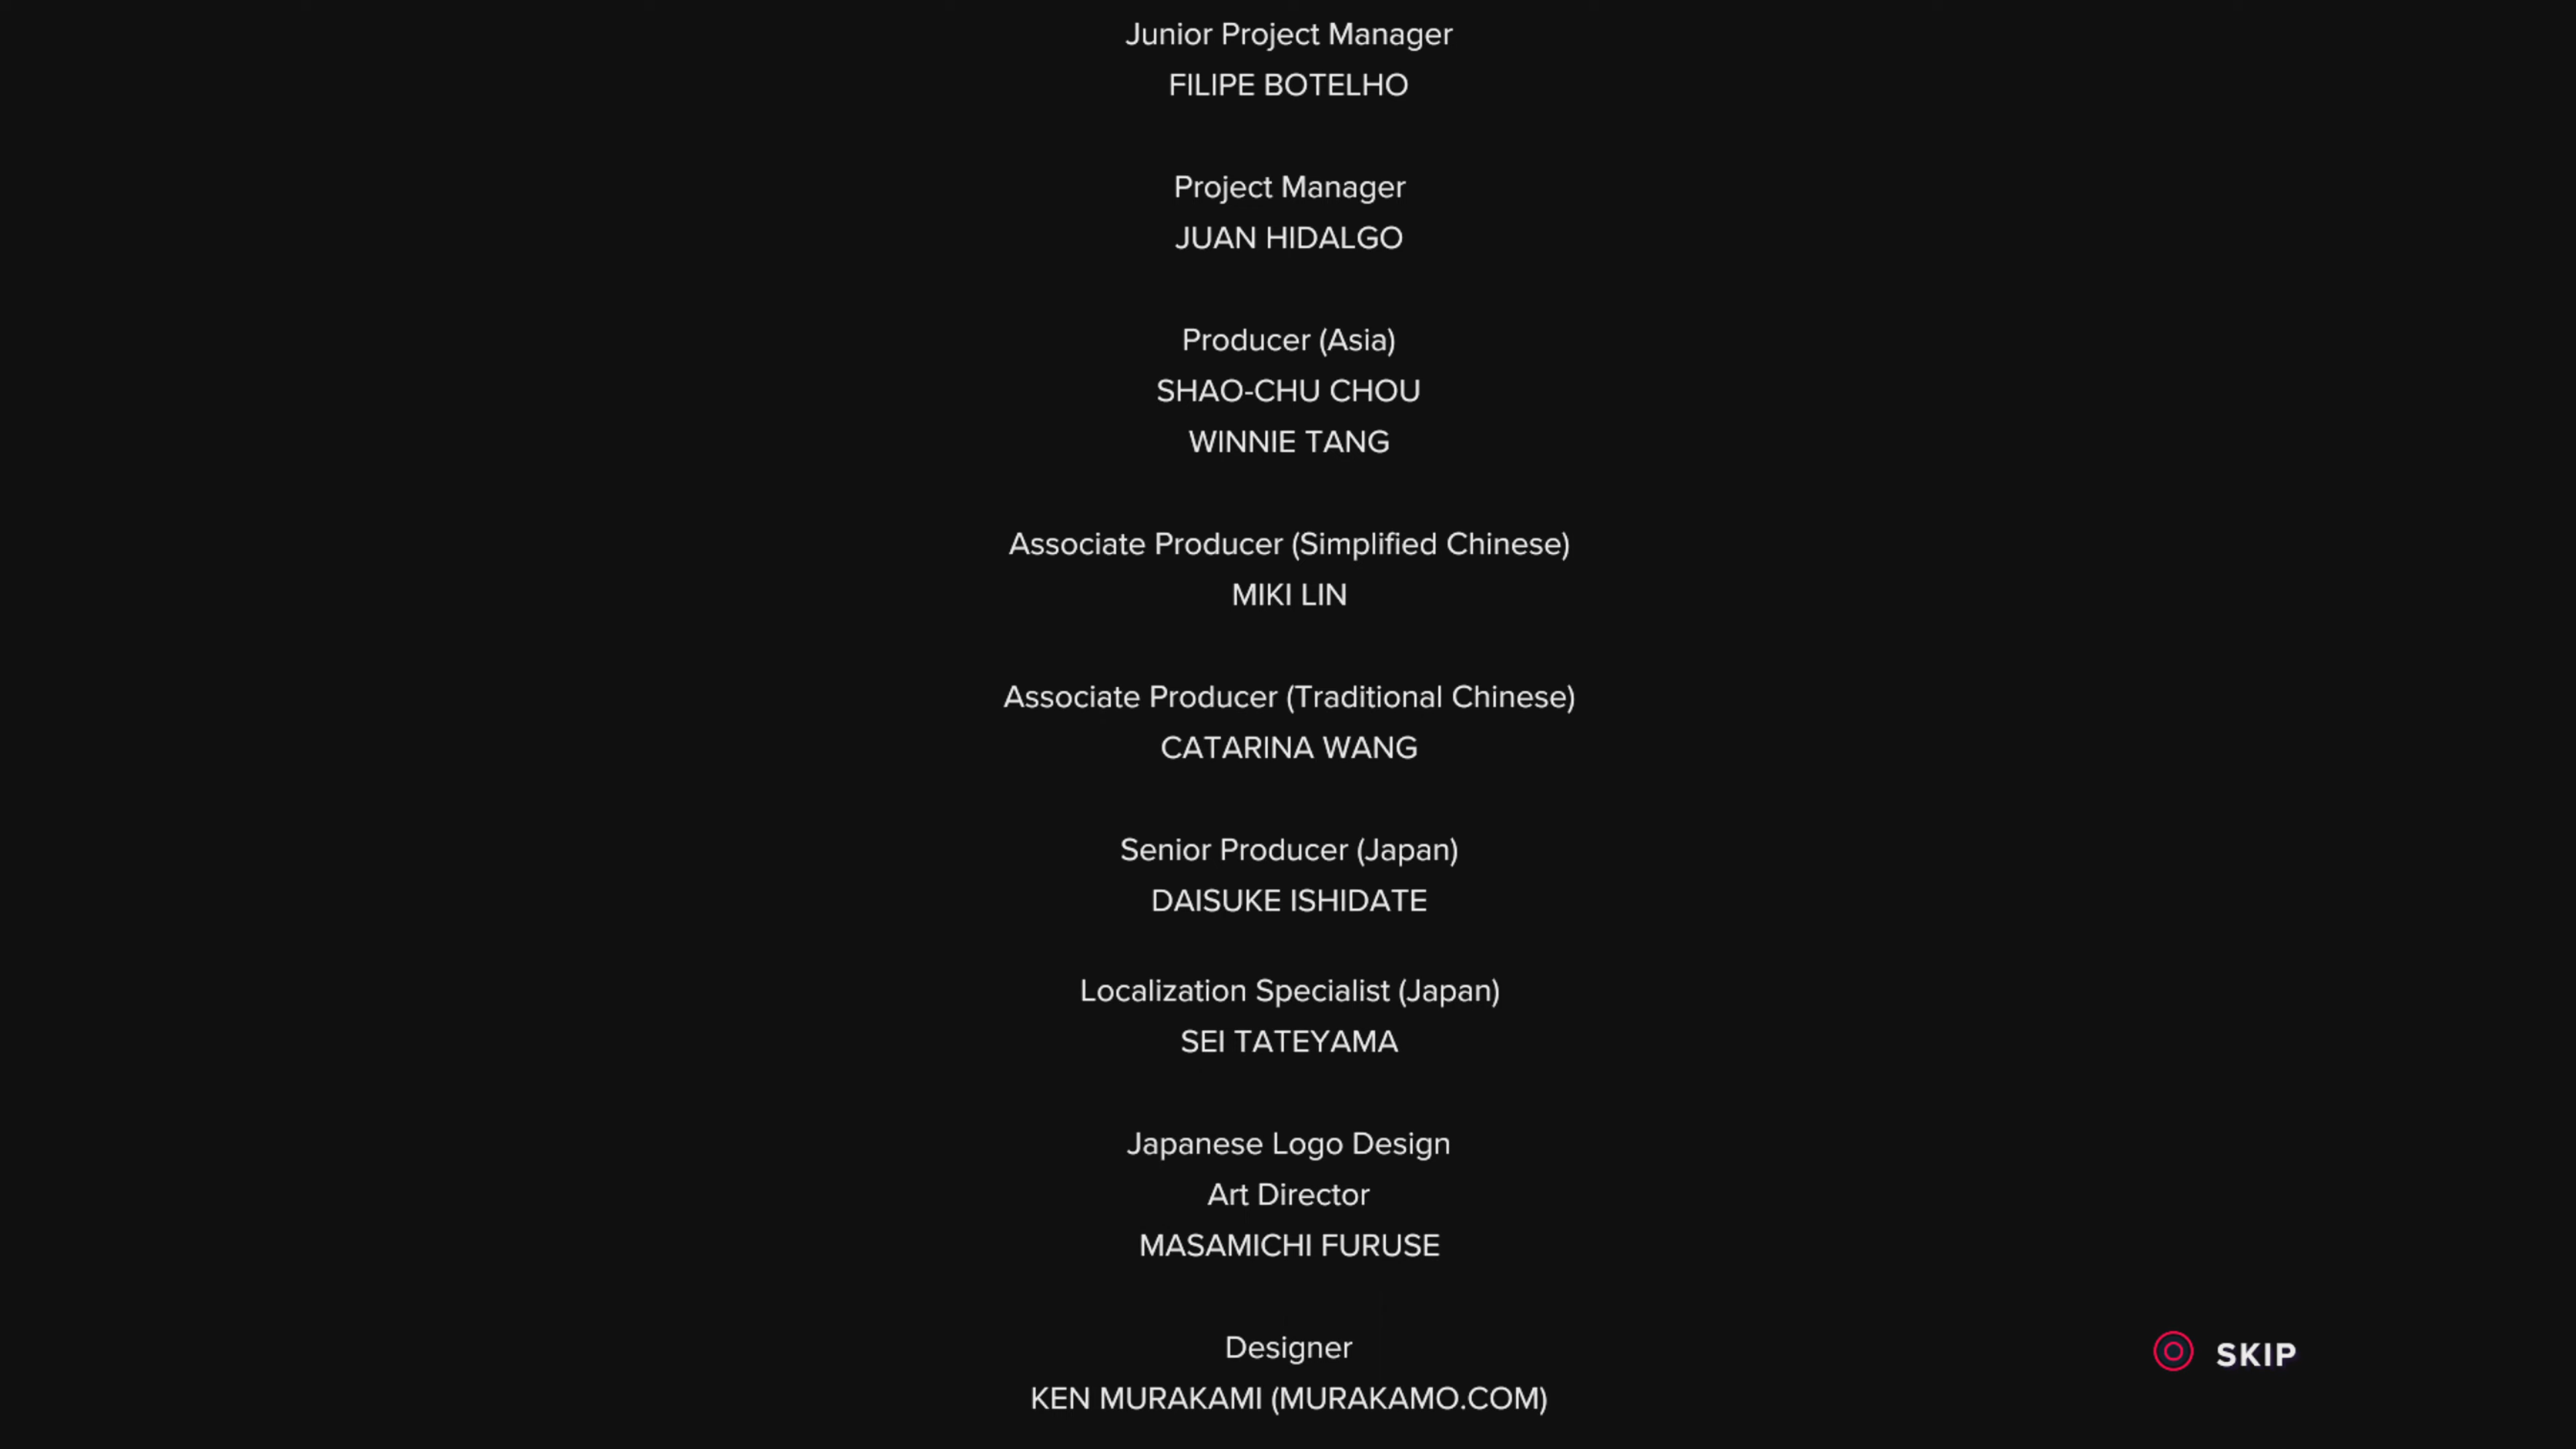 Junior Project Manager
FILIPE BOTELHO
Project Manager
JUAN HIDALGO
Producer (Asia)
SHAO-CHU CHOU
WINNIE TANG
Associate Producer (Simplified Chinese)
MIKI LIN
Associate Producer (Traditional Chinese)
CATARINA WANG
Senior Producer (Japan)
DAISUKE ISHIDATE
Localization Specialist (Japan)
SEI TATEYAMA
Japanese Logo Design
Art Director
MASAMICHI FURUSE
Designer
KEN MURAKAMI (MURAKAMO.COM)
SKIP